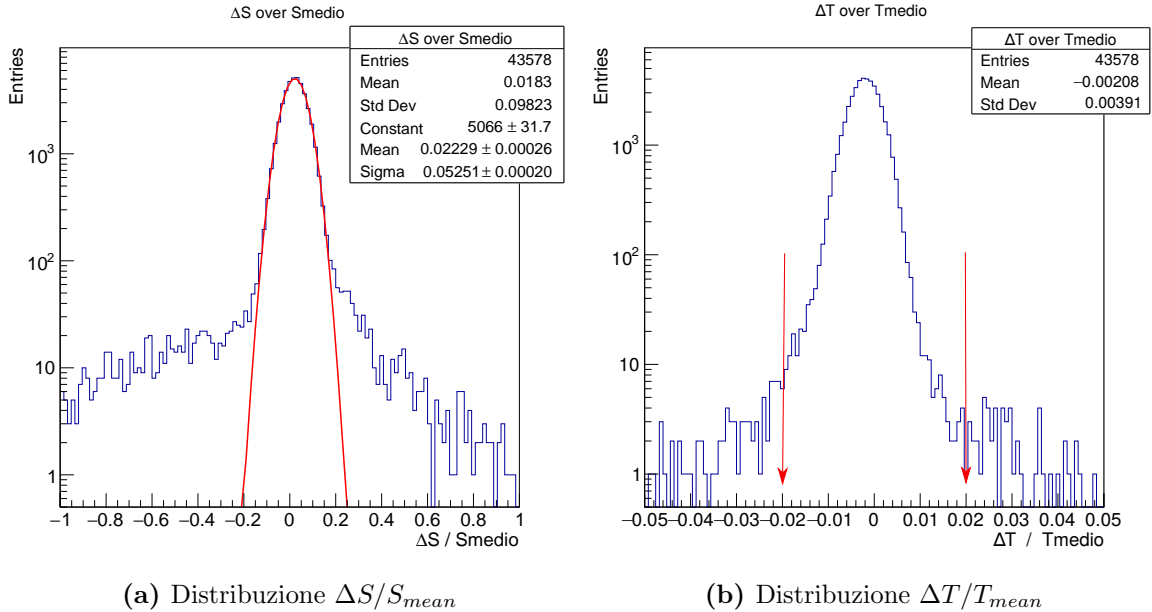 ΔS over Smedio
ΔS over Smedio
Entries 43578
Mean 0.0183
Std Dev 0.09823
Constant 5066 ± 31.7
Mean 0.02229 ± 0.00026
Sigma 0.05251 ± 0.00020
Entries
10³
10²
10
1
−1 −0.8 −0.6 −0.4 −0.2 0 0.2 0.4 0.6 0.8 1
ΔS / Smedio
(a) Distribuzione ΔS/S_mean
ΔT over Tmedio
ΔT over Tmedio
Entries 43578
Mean −0.00208
Std Dev 0.00391
Entries
10³
10²
10
1
−0.05 −0.04 −0.03 −0.02 −0.01 0 0.01 0.02 0.03 0.04 0.05
ΔT / Tmedio
(b) Distribuzione ΔT/T_mean